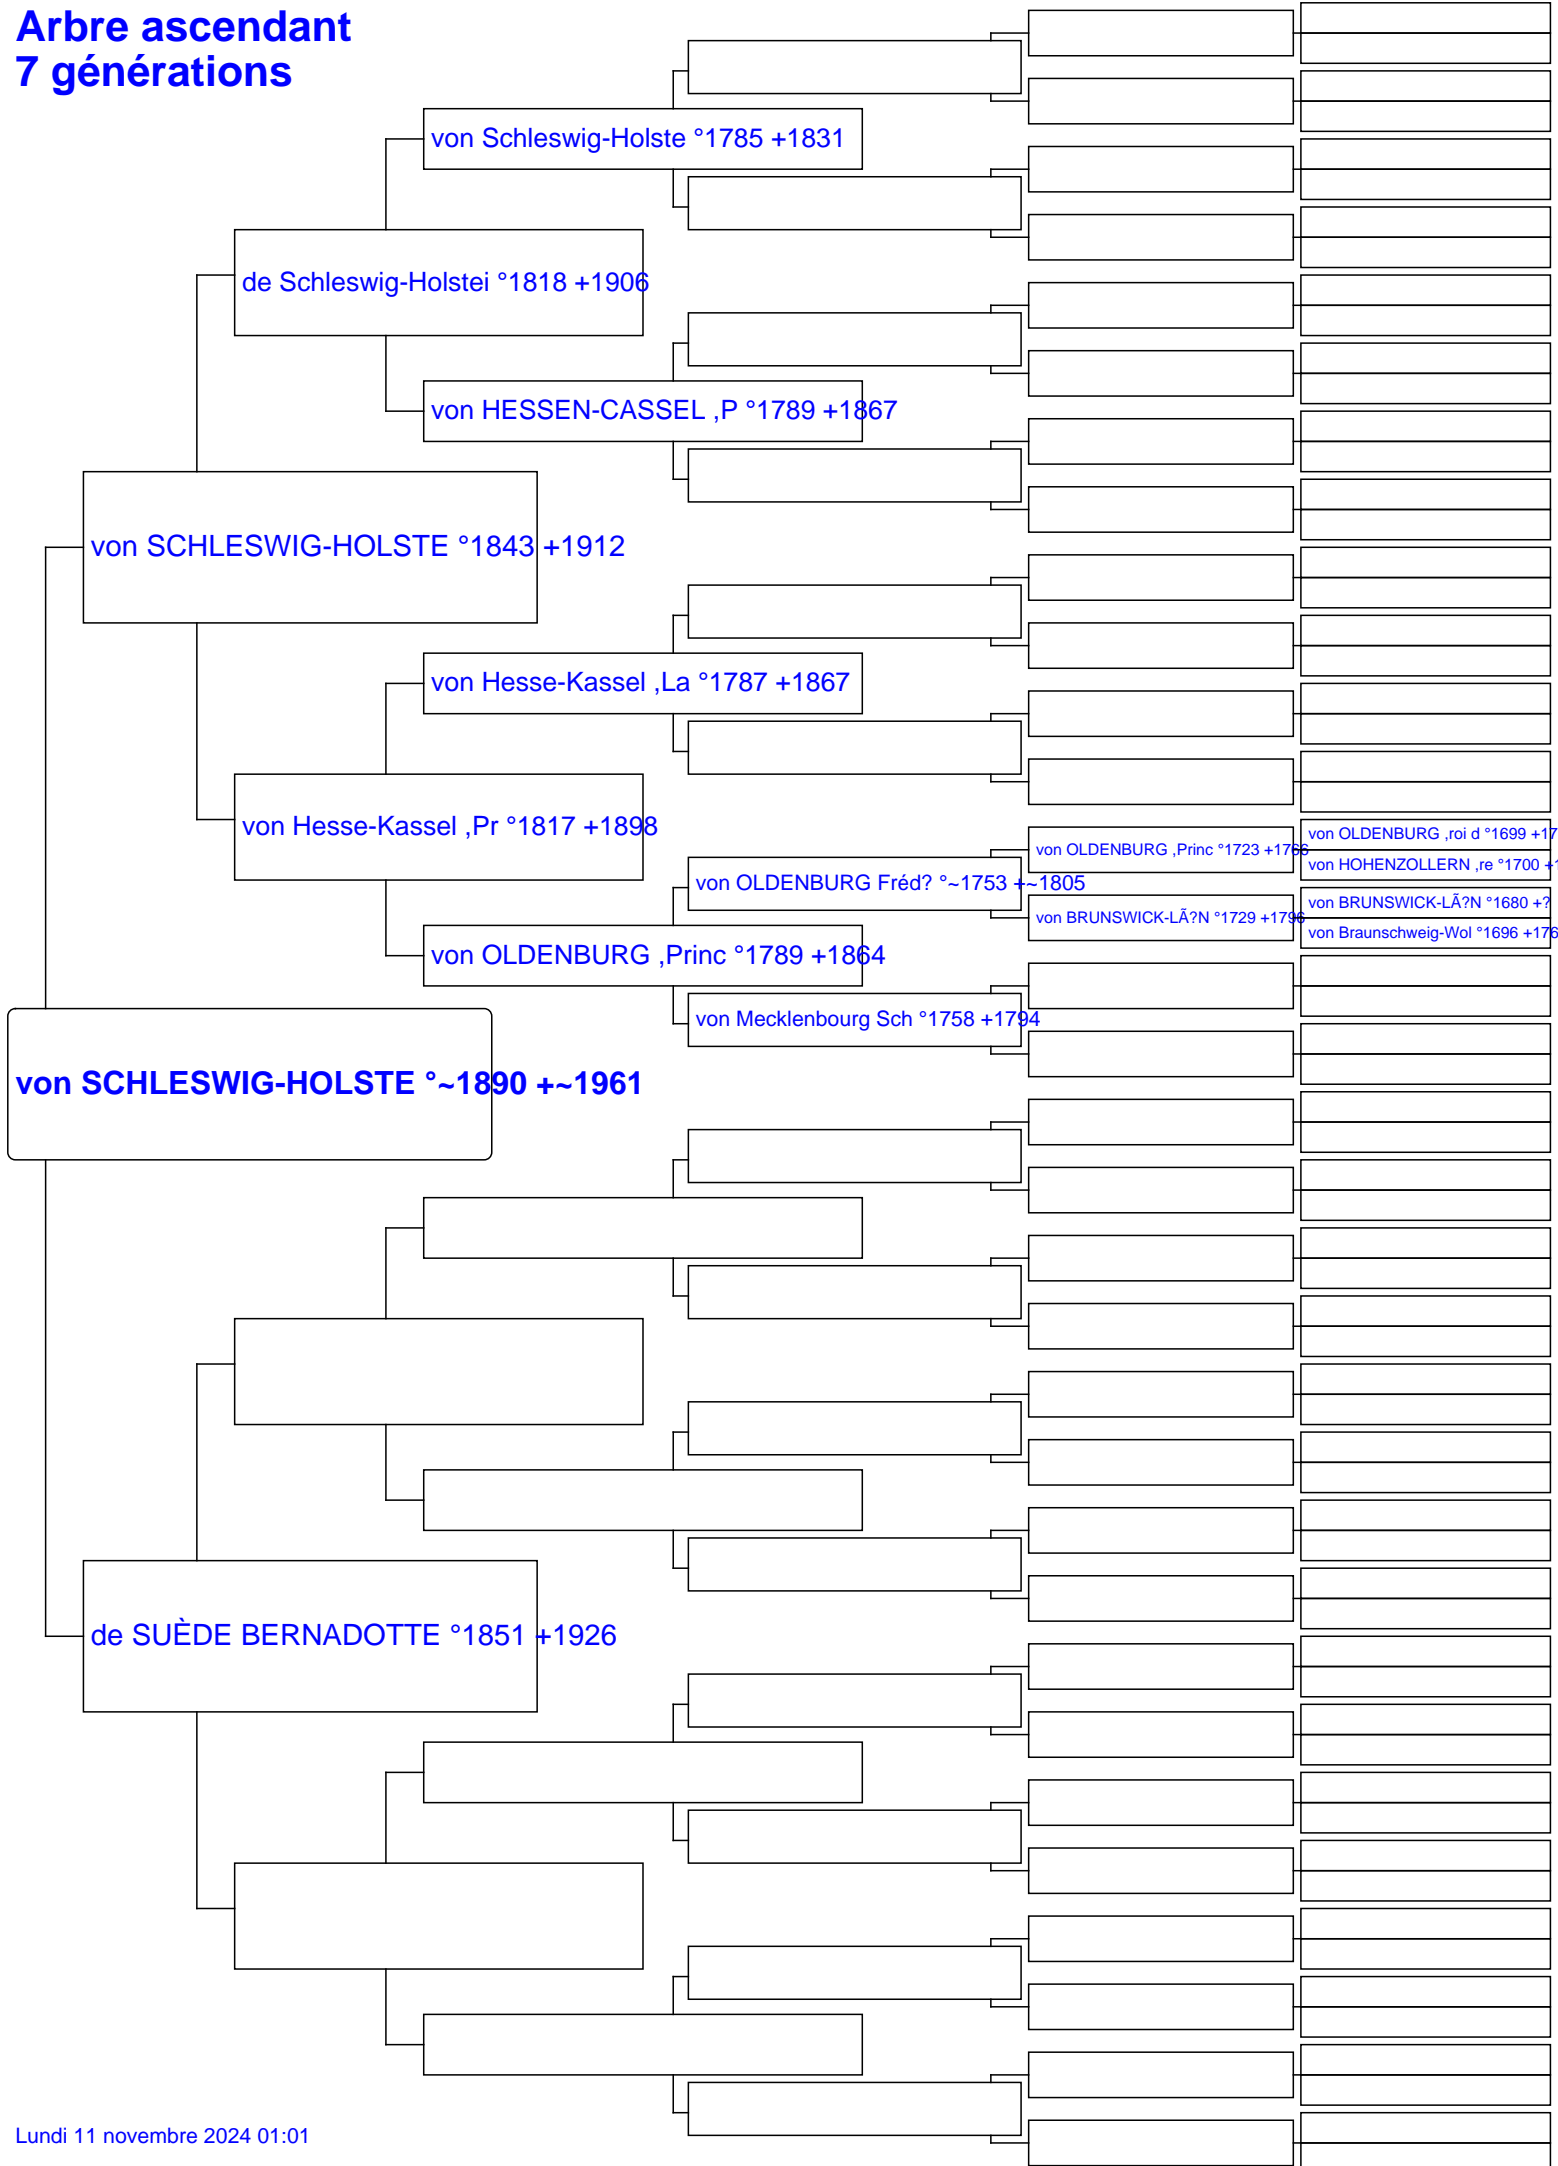 Arbre ascendant
7 générations
von Schleswig-Holste °1785 +1831
de Schleswig-Holstei °1818 +1906
von HESSEN-CASSEL ,P °1789 +1867
von SCHLESWIG-HOLSTE °1843 +1912
von Hesse-Kassel ,La °1787 +1867
von Hesse-Kassel ,Pr °1817 +1898
von OLDENBURG ,roi d °1699 +17
von OLDENBURG ,Princ °1723 +1766
von HOHENZOLLERN ,re °1700 +1
von OLDENBURG Fréd? °~1753 +~1805
von BRUNSWICK-LÃ?N °1680 +?
von BRUNSWICK-LÃ?N °1729 +1796
von Braunschweig-Wol °1696 +176
von OLDENBURG ,Princ °1789 +1864
von Mecklenbourg Sch °1758 +1794
von SCHLESWIG-HOLSTE °~1890 +~1961
de SUÈDE BERNADOTTE °1851 +1926
Lundi 11 novembre 2024 01:01